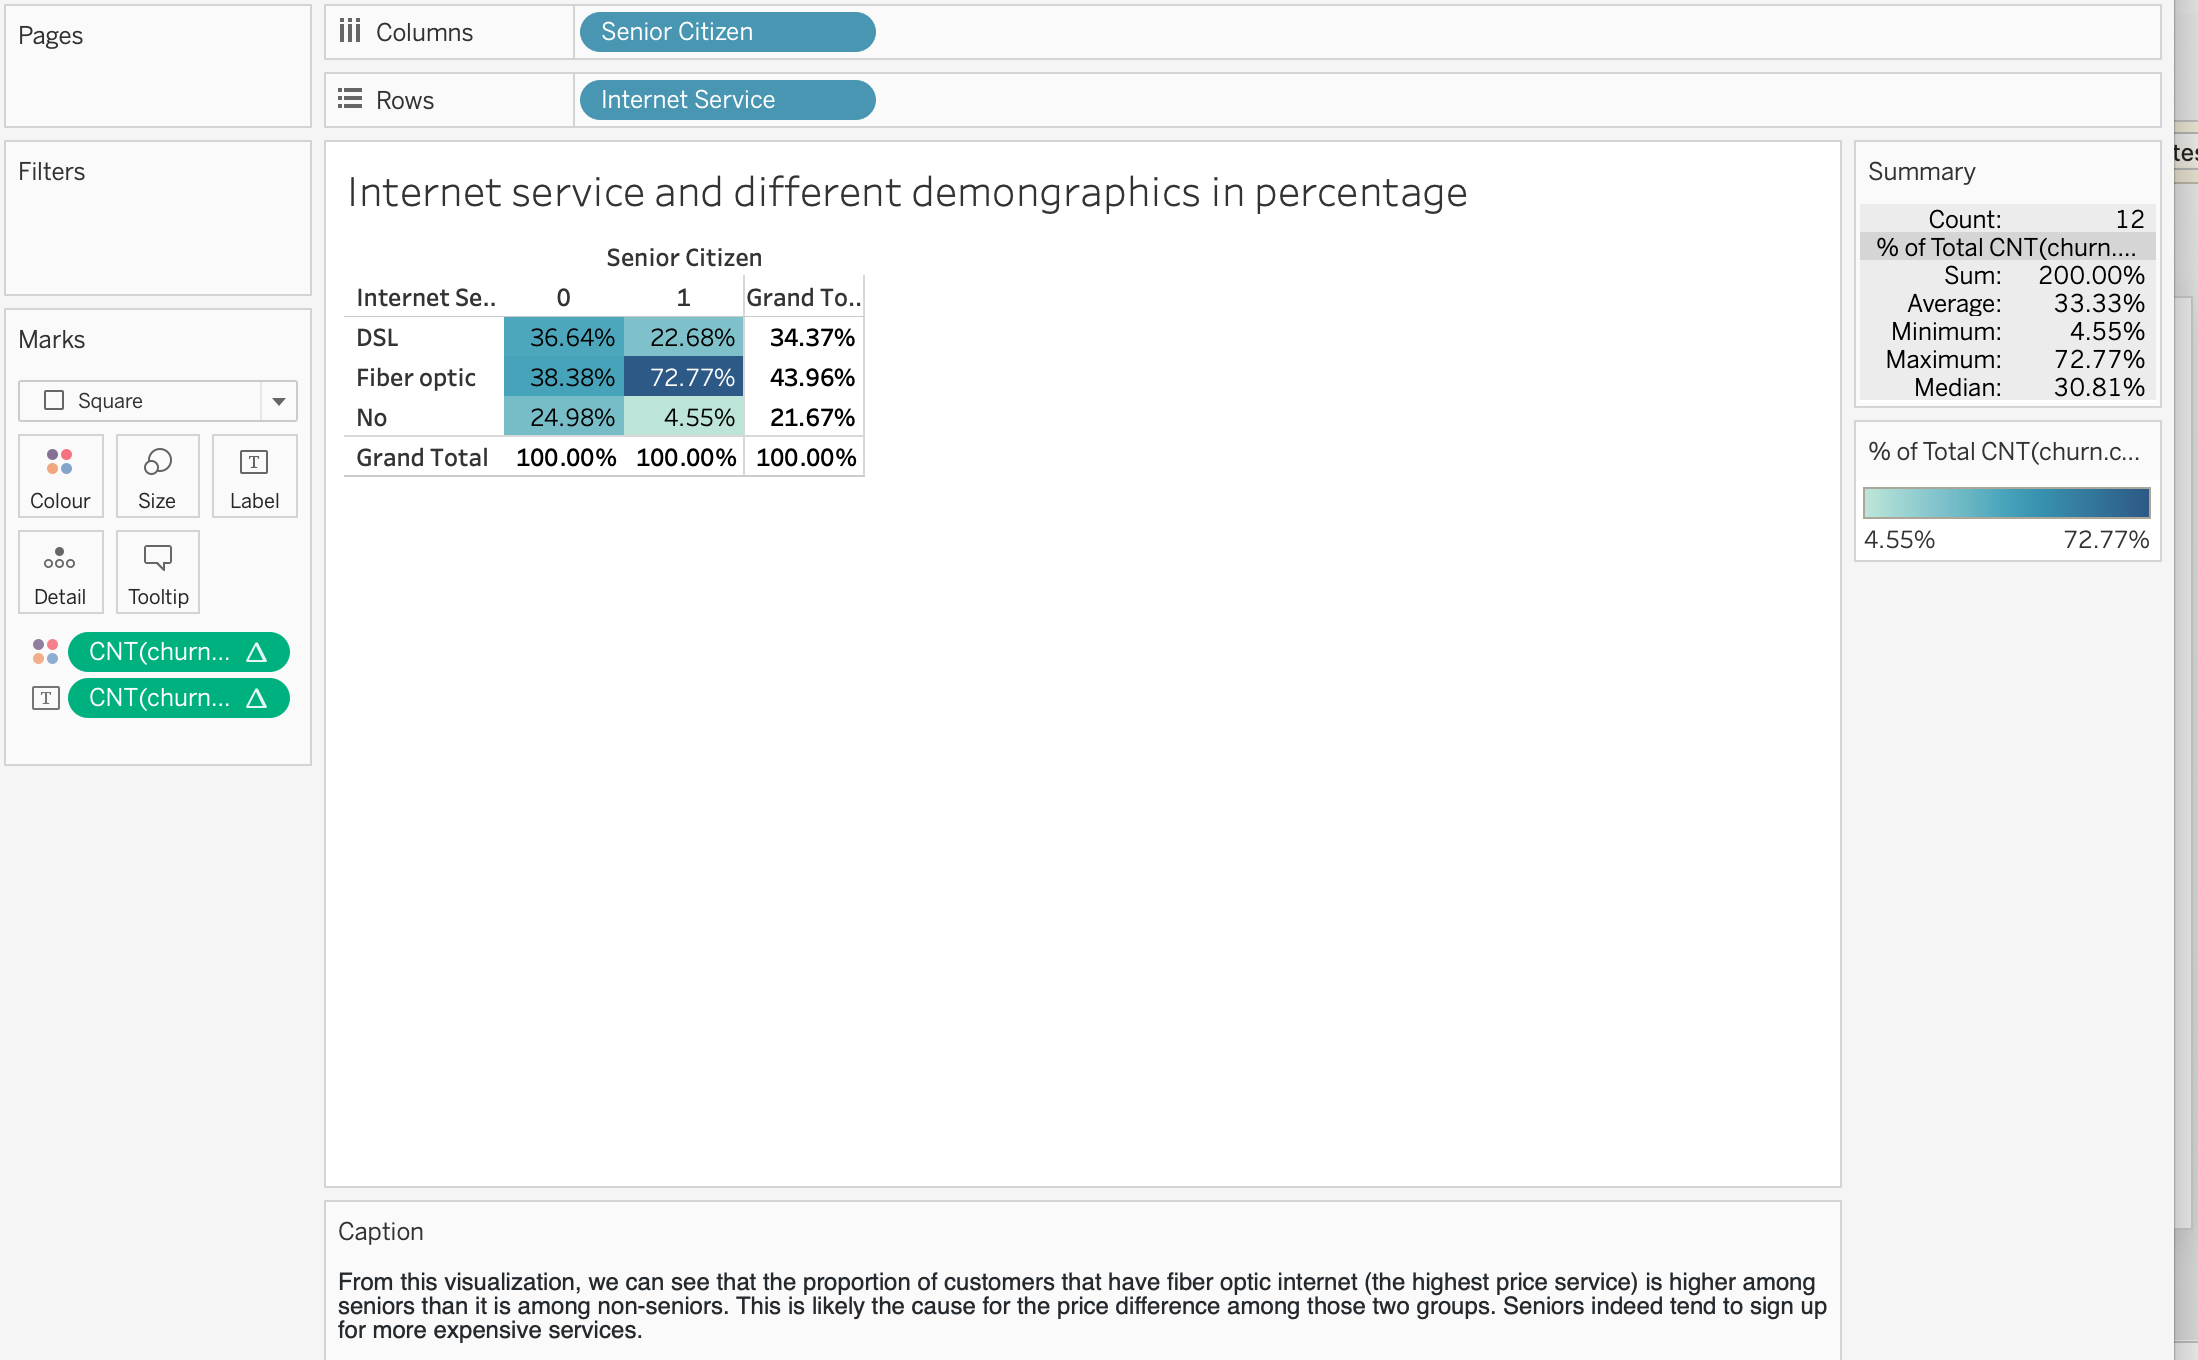 Pages
Columns
Senior Citizen
Rows
Internet Service
Filters
Marks
Square
Colour Size Label
Detail Tooltip
CNT(churn... Δ
T CNT(churn... Δ
Internet service and different demongraphics in percentage
Senior Citizen
Internet Se.. 0 1 Grand To..
DSL 36.64% 22.68% 34.37%
Fiber optic 38.38% 72.77% 43.96%
No 24.98% 4.55% 21.67%
Grand Total 100.00% 100.00% 100.00%
Summary
Count: 12
% of Total CNT(churn....
Sum: 200.00%
Average: 33.33%
Minimum: 4.55%
Maximum: 72.77%
Median: 30.81%
% of Total CNT(churn.c...
4.55% 72.77%
Caption
From this visualization, we can see that the proportion of customers that have fiber optic internet (the highest price service) is higher among
seniors than it is among non-seniors. This is likely the cause for the price difference among those two groups. Seniors indeed tend to sign up
for more expensive services.